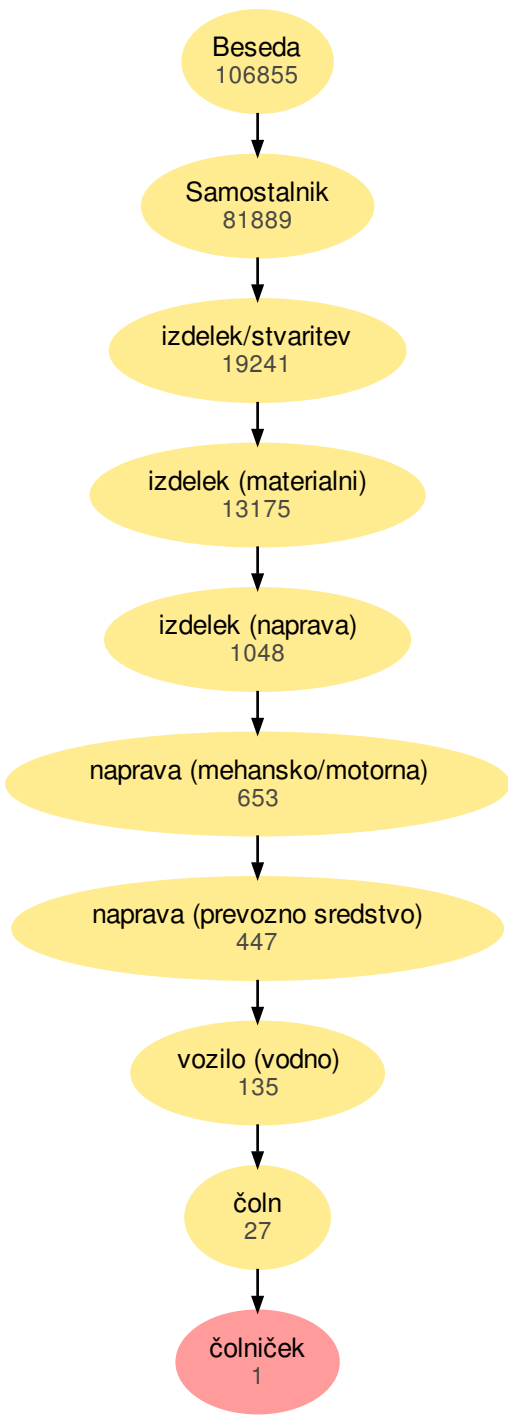 Beseda
106855
Samostalnik
81889
izdelek/stvaritev
19241
izdelek (materialni)
13175
izdelek (naprava)
1048
naprava (mehansko/motorna)
653
naprava (prevozno sredstvo)
447
vozilo (vodno)
135
čoln
27
čolniček
1